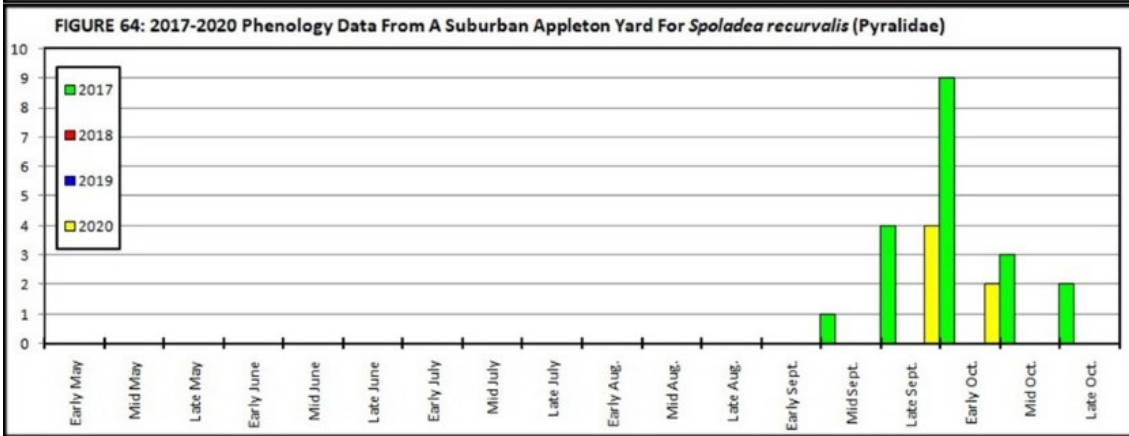 FIGURE 64: 2017-2020 Phenology Data From A Suburban Appleton Yard For Spoladea recurvalis (Pyralidae)
10
9
8
7
6
5
4
3
2
1
0
2017
2018
2019
2020
Early May
Mid May
Late May
Early June
Mid June
Late June
Early July
Mid July
Late July
Early Aug.
Mid Aug.
Late Aug.
Early Sept.
Mid Sept.
Late Sept.
Early Oct.
Mid Oct.
Late Oct.